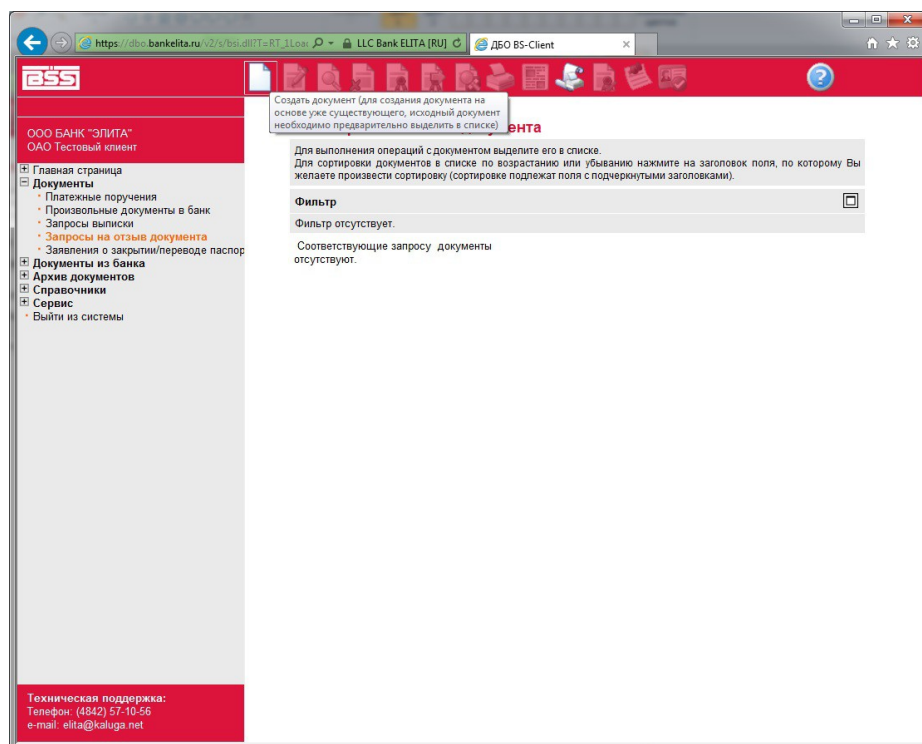 https://dbo.bankelita.ru/v2/s/bsi.dll?T=RT_1Loa
LLC Bank ELITA [RU]
ДБО BS-Client
BSS
Создать документ (для создания документа на
основе уже существующего, исходный документ
необходимо предварительно выделить в списке)
ента
ООО БАНК "ЭЛИТА"
ОАО Тестовый клиент
Главная страница
Документы
Платежные поручения
Произвольные документы в банк
Запросы выписки
Запросы на отзыв документа
Заявления о закрытии/переводе паспор
Документы из банка
Архив документов
Справочники
Сервис
Выйти из системы
Для выполнения операций с документом выделите его в списке.
Для сортировки документов в списке по возрастанию или убыванию нажмите на заголовок поля, по которому Вы
желаете произвести сортировку (сортировке подлежат поля с подчеркнутыми заголовками).
Фильтр
Фильтр отсутствует.
Соответствующие запросу документы
отсутствуют.
Техническая поддержка:
Телефон: (4842) 57-10-56
e-mail: elita@kaluga.net